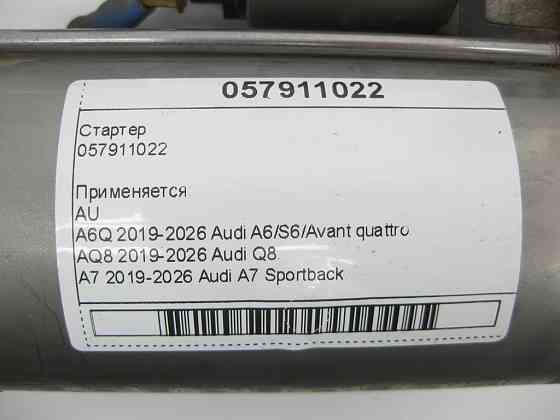 057911022
Стартер
057911022
Применяется
AU
A6Q 2019-2026 Audi A6/S6/Avant quattro
AQ8 2019-2026 Audi Q8
A7 2019-2026 Audi A7 Sportback